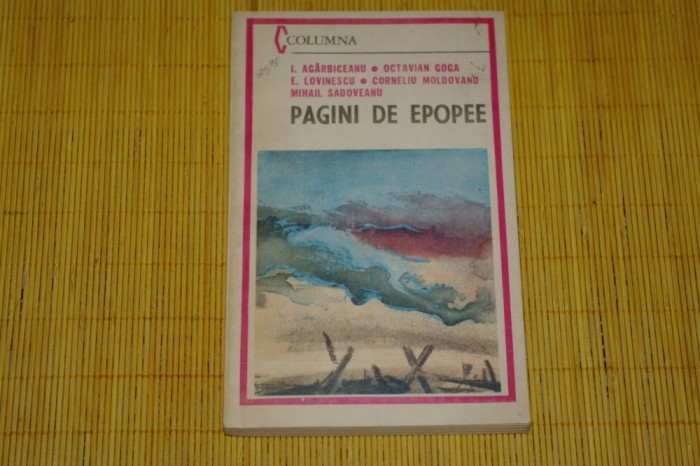 C COLUMNA
I. AGÂRBICEANU • OCTAVIAN GOGA
E. LOVINESCU • CORNELIU MOLDOVANU
MIHAIL SADOVEANU
PAGINI DE EPOPEE